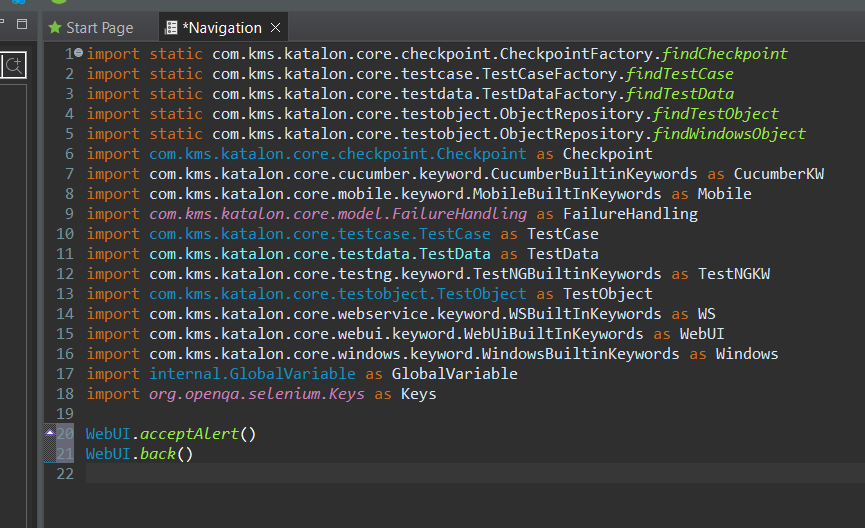 Start Page
*Navigation
1 import static com.kms.katalon.core.checkpoint.CheckpointFactory.findCheckpoint
2 import static com.kms.katalon.core.testcase.TestCaseFactory.findTestCase
3 import static com.kms.katalon.core.testdata.TestDataFactory.findTestData
4 import static com.kms.katalon.core.testobject.ObjectRepository.findTestObject
5 import static com.kms.katalon.core.testobject.ObjectRepository.findWindowsObject
6 import com.kms.katalon.core.checkpoint.Checkpoint as Checkpoint
7 import com.kms.katalon.core.cucumber.keyword.CucumberBuiltinKeywords as CucumberKW
8 import com.kms.katalon.core.mobile.keyword.MobileBuiltInKeywords as Mobile
9 import com.kms.katalon.core.model.FailureHandling as FailureHandling
10 import com.kms.katalon.core.testcase.TestCase as TestCase
11 import com.kms.katalon.core.testdata.TestData as TestData
12 import com.kms.katalon.core.testng.keyword.TestNGBuiltinKeywords as TestNGKW
13 import com.kms.katalon.core.testobject.TestObject as TestObject
14 import com.kms.katalon.core.webservice.keyword.WSBuiltInKeywords as WS
15 import com.kms.katalon.core.webui.keyword.WebUiBuiltInKeywords as WebUI
16 import com.kms.katalon.core.windows.keyword.WindowsBuiltinKeywords as Windows
17 import internal.GlobalVariable as GlobalVariable
18 import org.openqa.selenium.Keys as Keys
19
20 WebUI.acceptAlert()
21 WebUI.back()
22